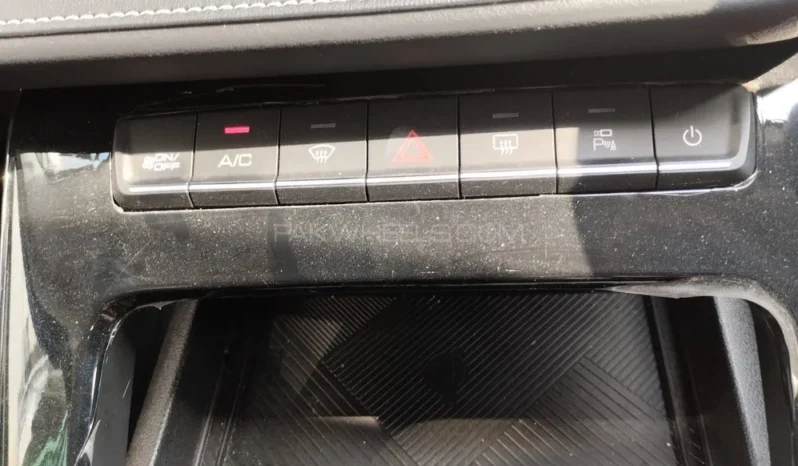 ON/
OFF
A/C
P
PAKWHEELS.COM